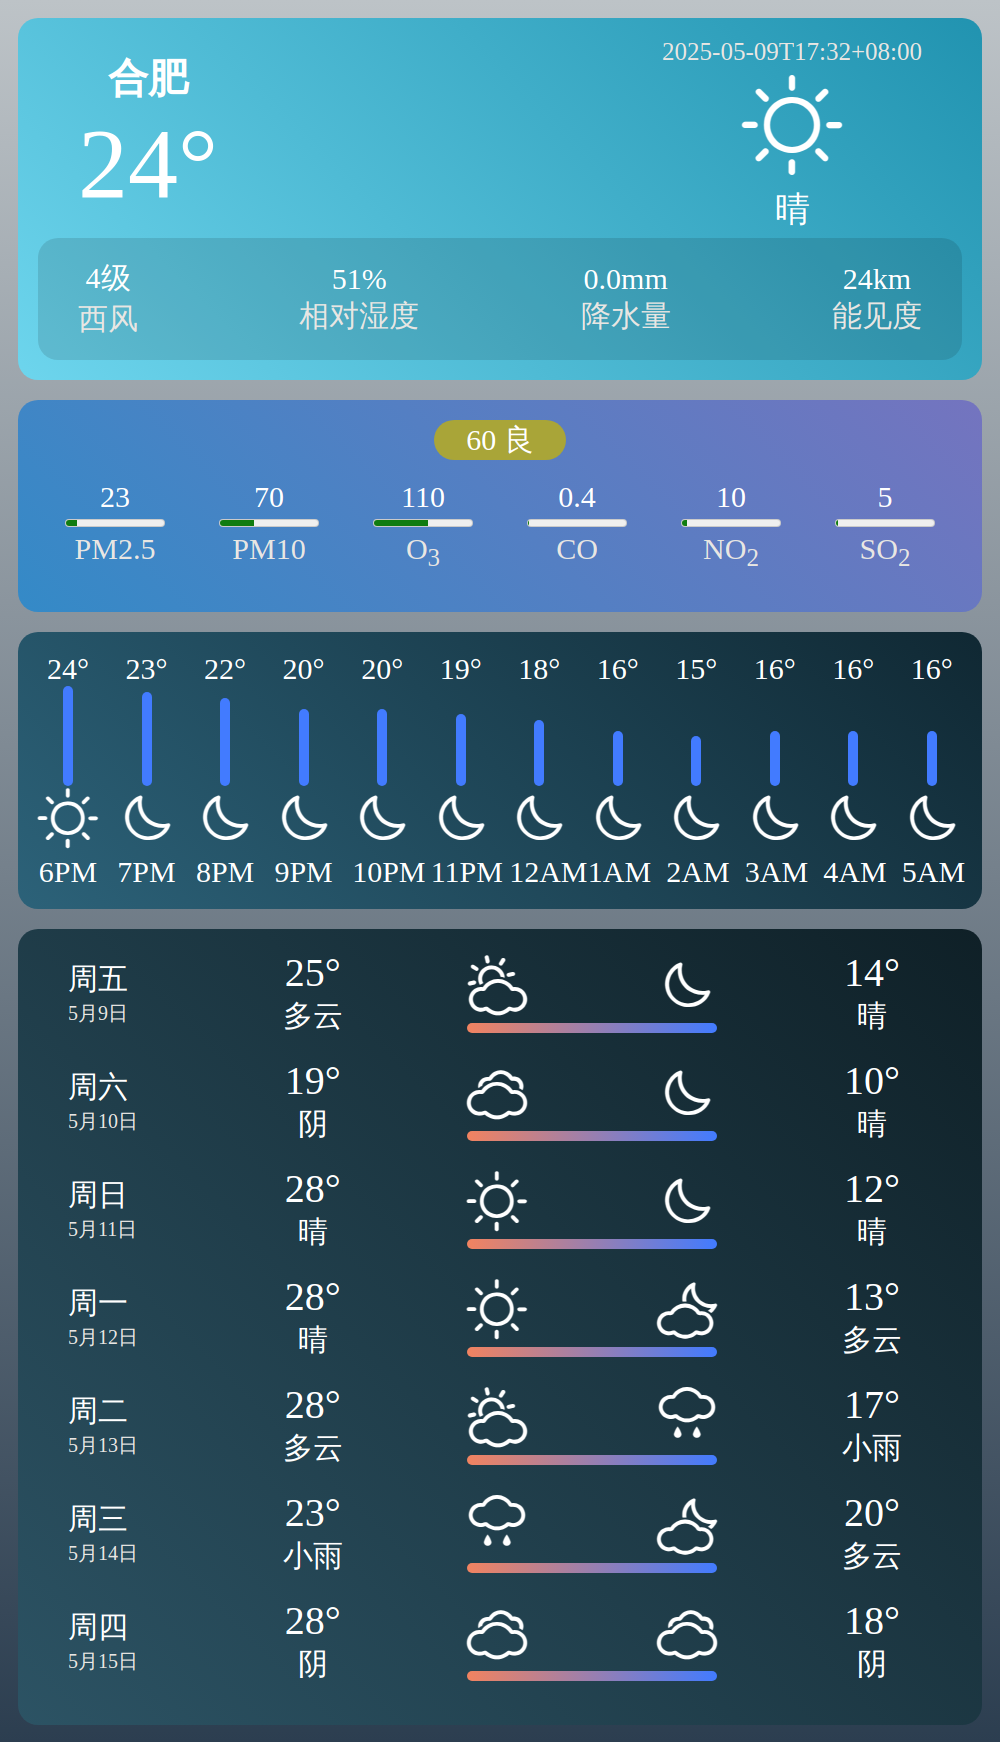 合肥
24°
2025-05-09T17:32+08:00
晴
4级 51% 0.0mm 24km
西风 相对湿度 降水量 能见度
60 良
23 70 110 0.4 10 5
PM2.5 PM10 O3 CO NO2 SO2
24° 23° 22° 20° 20° 19° 18° 16° 15° 16° 16° 16°
6PM 7PM 8PM 9PM 10PM 11PM 12AM 1AM 2AM 3AM 4AM 5AM
周五 25° 14°
5月9日 多云 晴
周六 19° 10°
5月10日 阴 晴
周日 28° 12°
5月11日 晴 晴
周一 28° 13°
5月12日 晴 多云
周二 28° 17°
5月13日 多云 小雨
周三 23° 20°
5月14日 小雨 多云
周四 28° 18°
5月15日 阴 阴